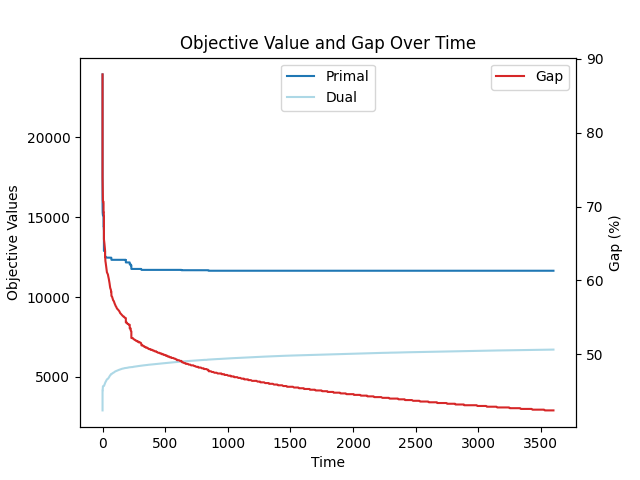 Objective Value and Gap Over Time
Primal
Dual
Gap
Objective Values
20000
15000
10000
5000
90
80
70
60
50
Gap (%)
0
500
1000
1500
2000
2500
3000
3500
Time